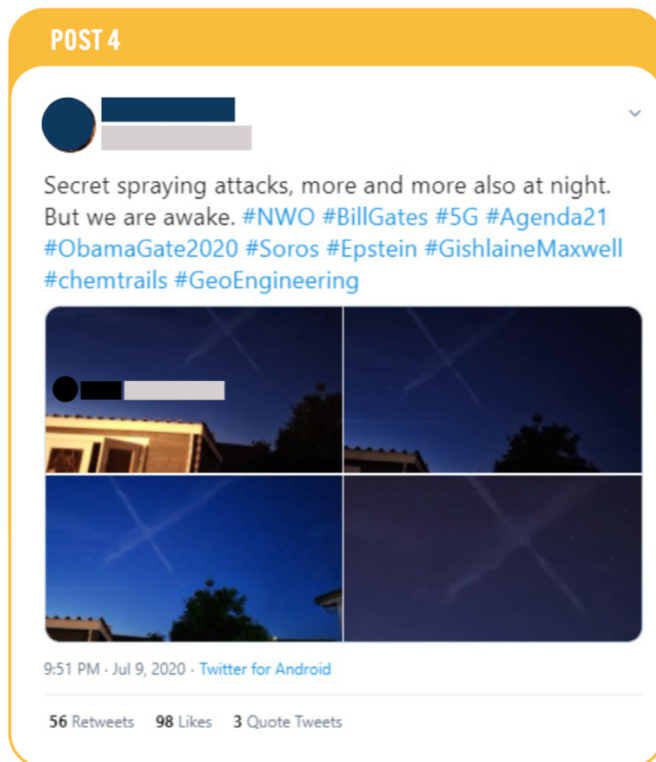 POST 4
Secret spraying attacks, more and more also at night.
But we are awake. #NWO #BillGates #5G #Agenda21
#ObamaGate2020 #Soros #Epstein #GishlaineMaxwell
#chemtrails #GeoEngineering
9:51 PM · Jul 9, 2020 · Twitter for Android
56 Retweets 98 Likes 3 Quote Tweets